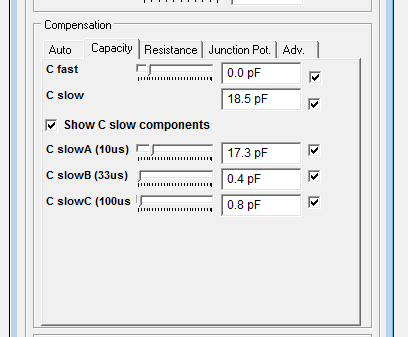 Compensation
Auto Capacity Resistance Junction Pot. Adv.
C fast 0.0 pF
C slow 18.5 pF
Show C slow components
C slowA (10us) 17.3 pF
C slowB (33us) 0.4 pF
C slowC (100us 0.8 pF